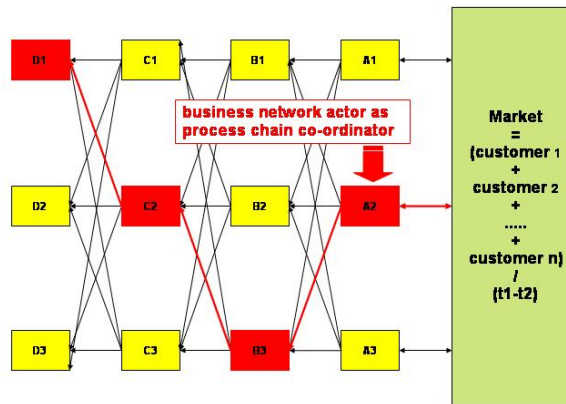 D1
C1
B1
A1
business network actor as
process chain co-ordinator
D2
C2
B2
A2
D3
C3
B3
A3
Market
=
(customer 1
+
customer 2
+
.....
+
customer n)
/
(t1-t2)